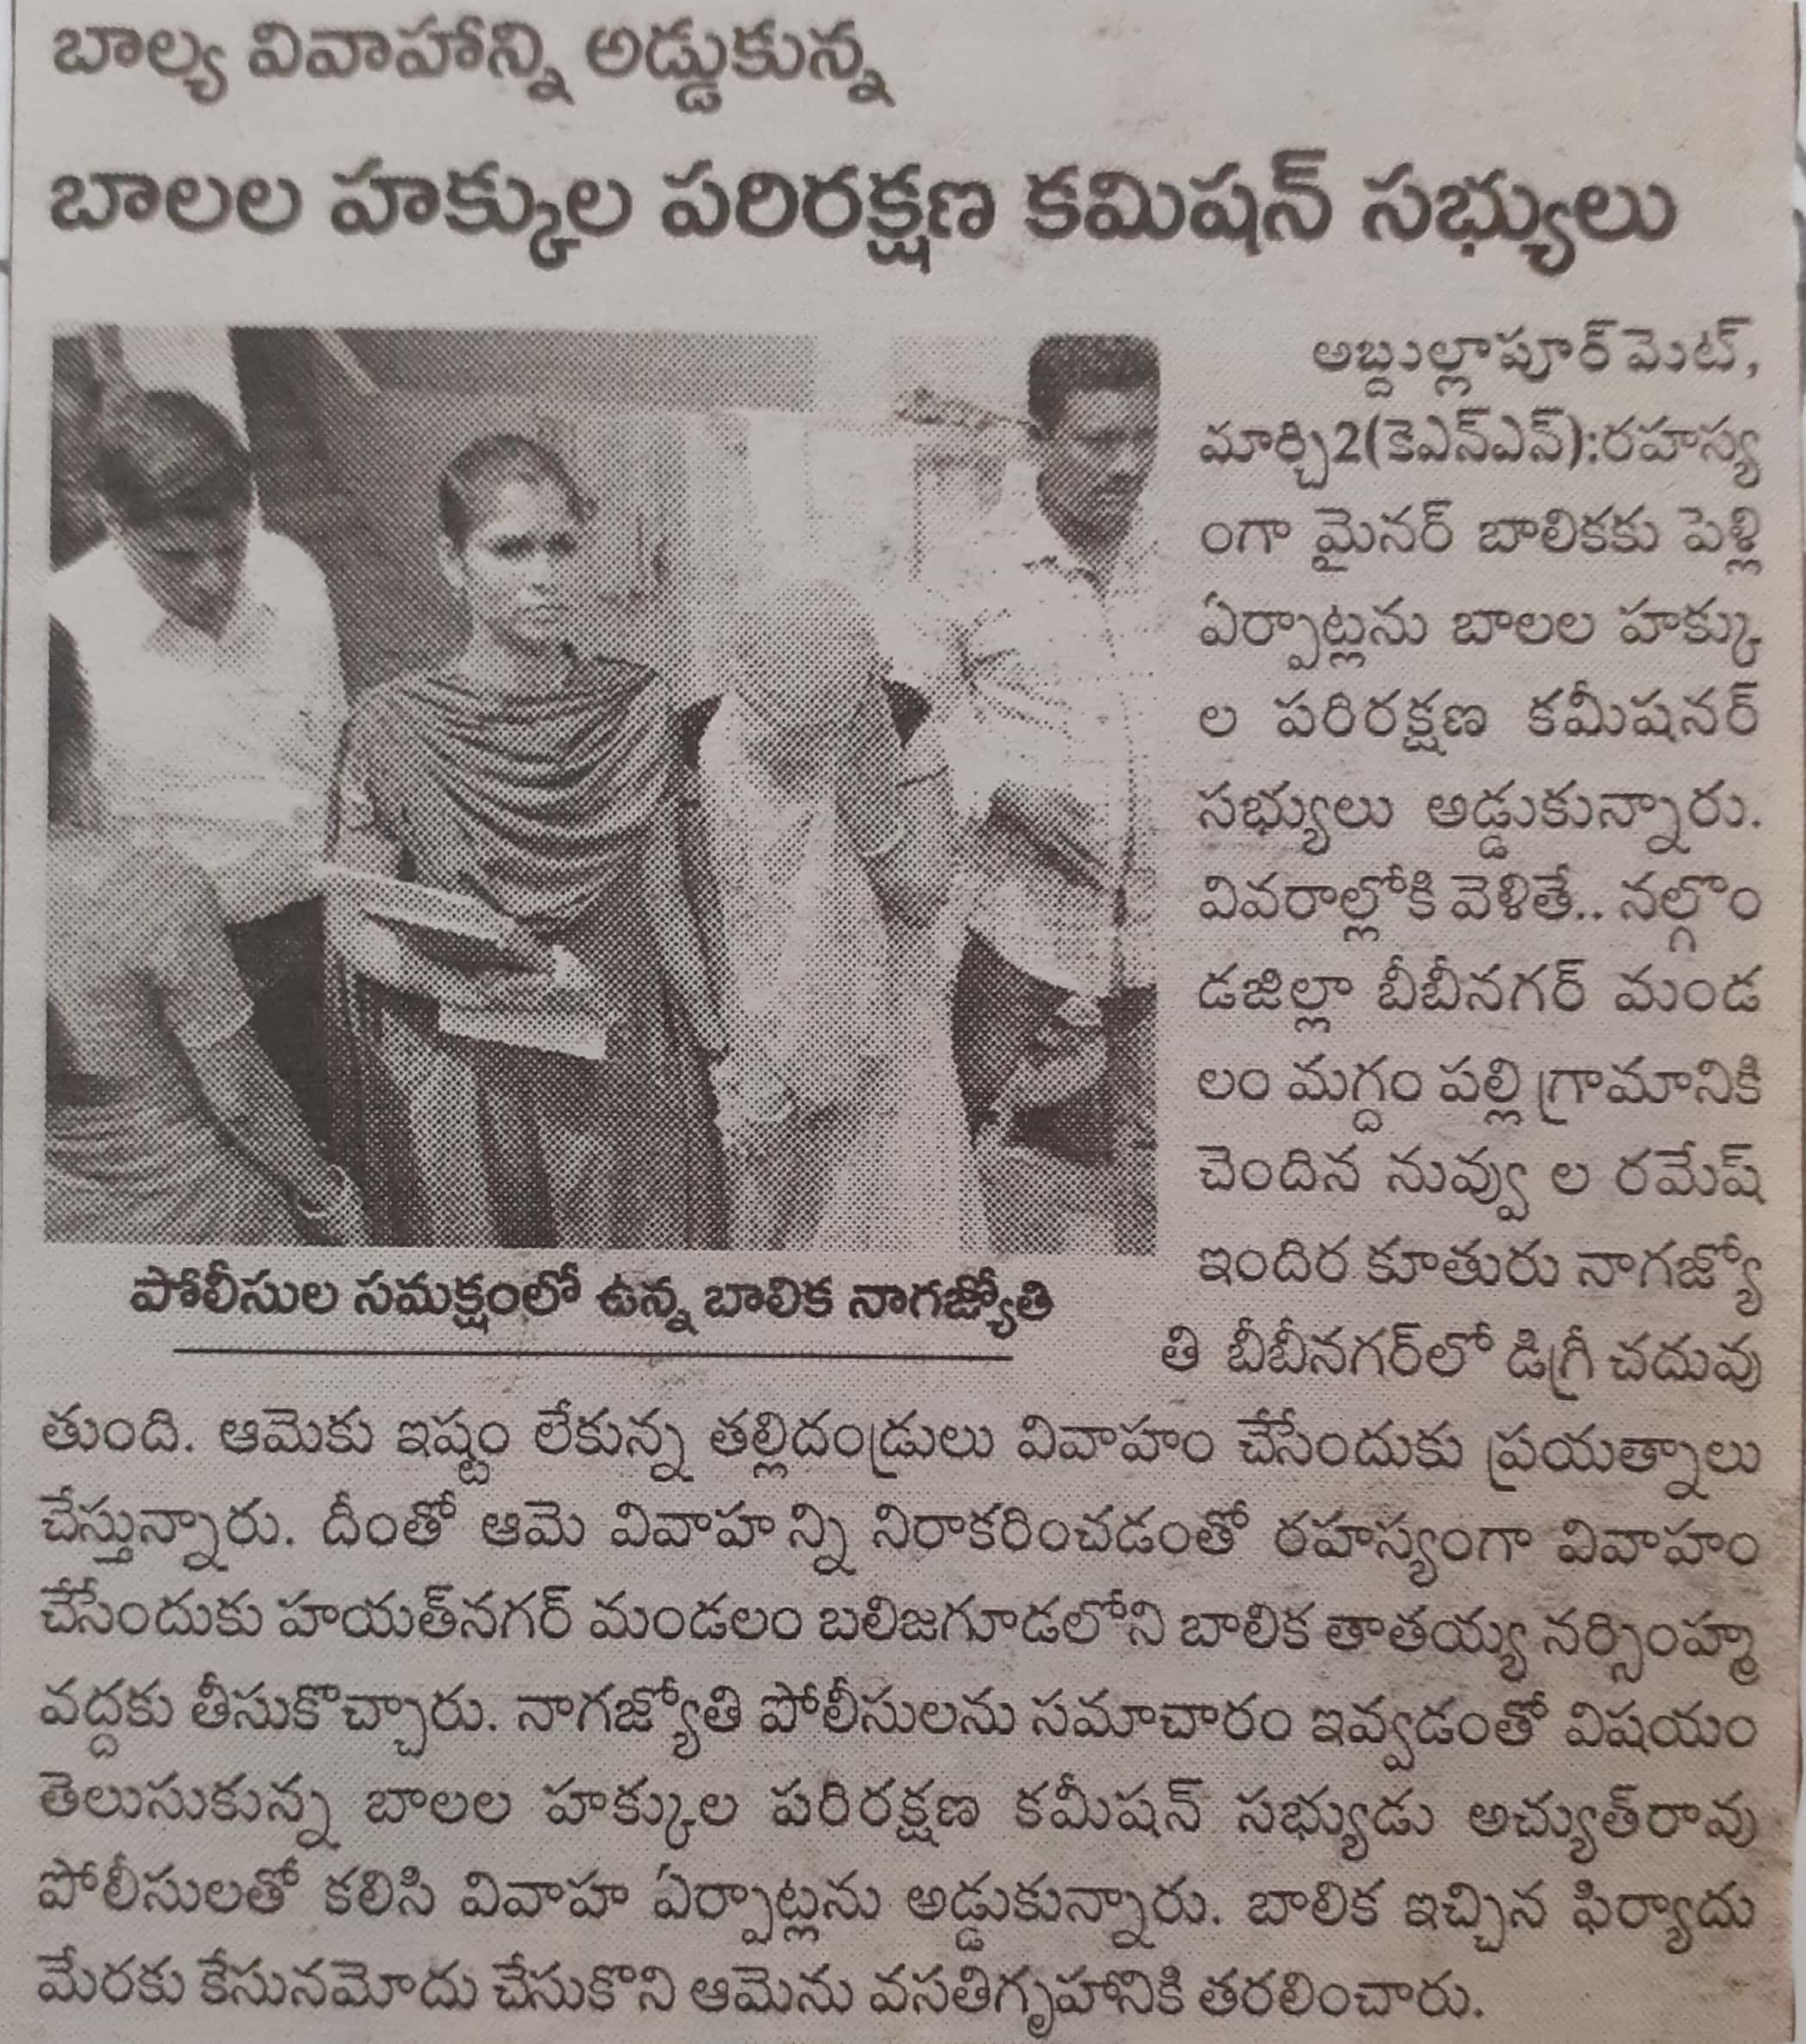 బాల్య వివాహాన్ని అడ్డుకున్న
బాలల హక్కుల పరిరక్షణ కమిషన్ సభ్యులు
అబ్దుల్లాపూర్‌మెట్,
మార్చి2(కెఎన్ఎన్):రహస్య
ంగా మైనర్ బాలికకు పెళ్లి
ఏర్పాట్లను బాలల హక్కు
ల పరిరక్షణ కమీషనర్
సభ్యులు అడ్డుకున్నారు.
వివరాల్లోకి వెళితే.. నల్గొం
డజిల్లా బీబీనగర్ మండ
లం మగ్దం పల్లి గ్రామానికి
చెందిన నువ్వు ల రమేష్
ఇందిర కూతురు నాగజ్యో
తి బీబీనగర్‌లో డిగ్రీ చదువు
పోలీసుల సమక్షంలో ఉన్న బాలిక నాగజ్యోతి
తుంది. ఆమెకు ఇష్టం లేకున్న తల్లిదండ్రులు వివాహం చేసేందుకు ప్రయత్నాలు
చేస్తున్నారు. దీంతో ఆమె వివాహ న్ని నిరాకరించడంతో రహస్యంగా వివాహం
చేసేందుకు హయత్‌నగర్ మండలం బలిజగూడలోని బాలిక తాతయ్య నర్సింహ్మ
వద్దకు తీసుకొచ్చారు. నాగజ్యోతి పోలీసులను సమాచారం ఇవ్వడంతో విషయం
తెలుసుకున్న బాలల హక్కుల పరిరక్షణ కమీషన్ సభ్యుడు అచ్యుత్‌రావు
పోలీసులతో కలిసి వివాహ ఏర్పాట్లను అడ్డుకున్నారు. బాలిక ఇచ్చిన ఫిర్యాదు
మేరకు కేసునమోదు చేసుకొని ఆమెను వసతిగృహానికి తరలించారు.